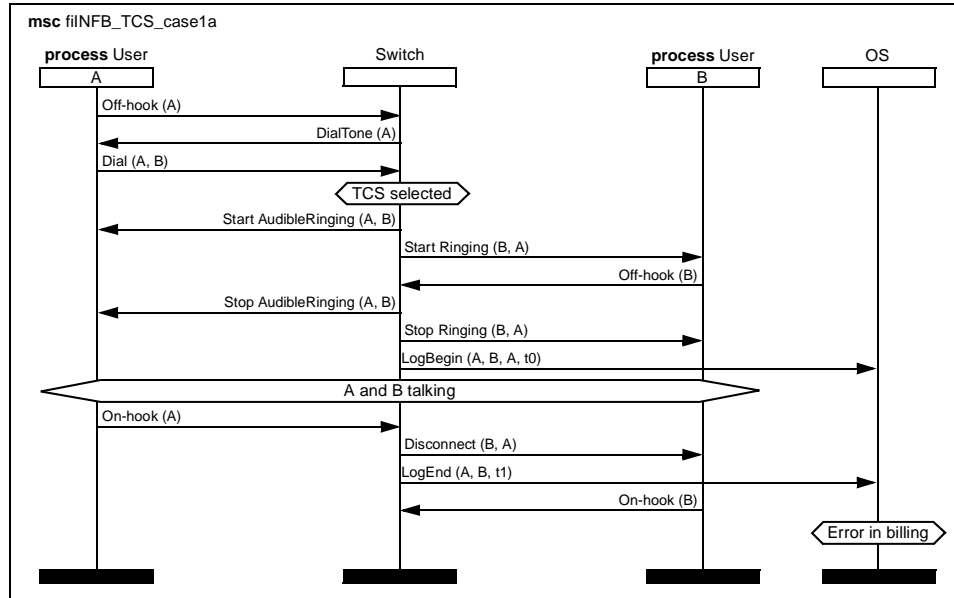 msc filNFB_TCS_case1a
process User Switch process User OS
A B
Off-hook (A)
DialTone (A)
Dial (A, B)
TCS selected
Start AudibleRinging (A, B)
Start Ringing (B, A)
Off-hook (B)
Stop AudibleRinging (A, B)
Stop Ringing (B, A)
LogBegin (A, B, A, t0)
A and B talking
On-hook (A)
Disconnect (B, A)
LogEnd (A, B, t1)
On-hook (B)
Error in billing